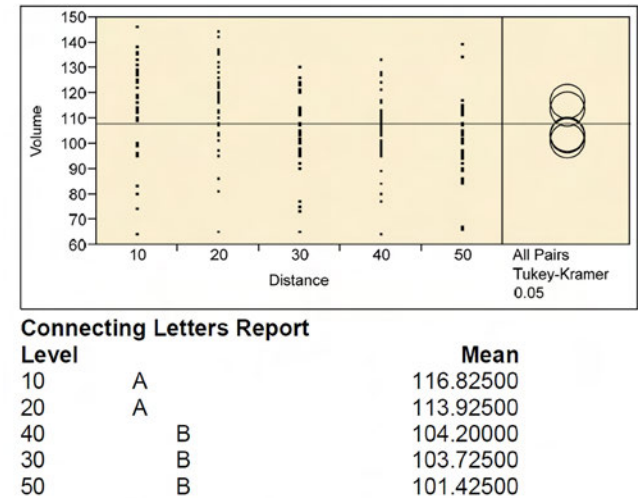 150
140
130
120
110
100
90
80
70
60
Volume
10 20 30 40 50
Distance
All Pairs
Tukey-Kramer
0.05
Connecting Letters Report
Level Mean
10 A 116.82500
20 A 113.92500
40 B 104.20000
30 B 103.72500
50 B 101.42500